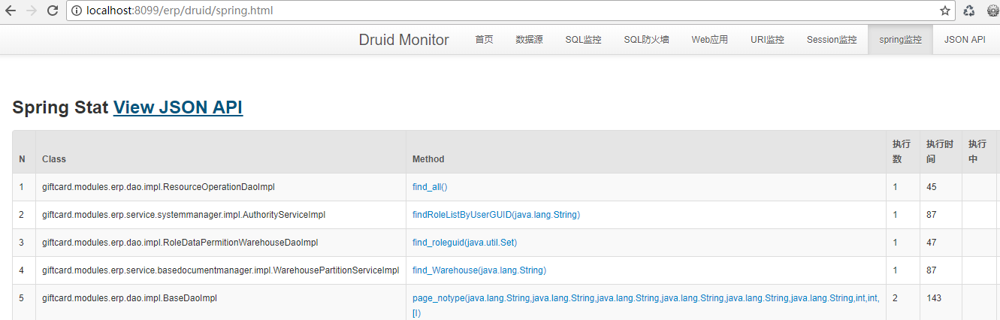 localhost:8099/erp/druid/spring.html
Druid Monitor 首页 数据源 SQL监控 SQL防火墙 Web应用 URI监控 Session监控 spring监控 JSON API
Spring Stat View JSON API
N Class Method 执行数 执行时间 执行中
1 giftcard.modules.erp.dao.impl.ResourceOperationDaoImpl find_all() 1 45
2 giftcard.modules.erp.service.systemmanager.impl.AuthorityServiceImpl findRoleListByUserGUID(java.lang.String) 1 87
3 giftcard.modules.erp.dao.impl.RoleDataPermitionWarehouseDaoImpl find_roleguid(java.util.Set) 1 47
4 giftcard.modules.erp.service.basedocumentmanager.impl.WarehousePartitionServiceImpl find_Warehouse(java.lang.String) 1 87
5 giftcard.modules.erp.dao.impl.BaseDaoImpl page_notype(java.lang.String,java.lang.String,java.lang.String,java.lang.String,java.lang.String,java.lang.String,int,int, 2 143
[I)